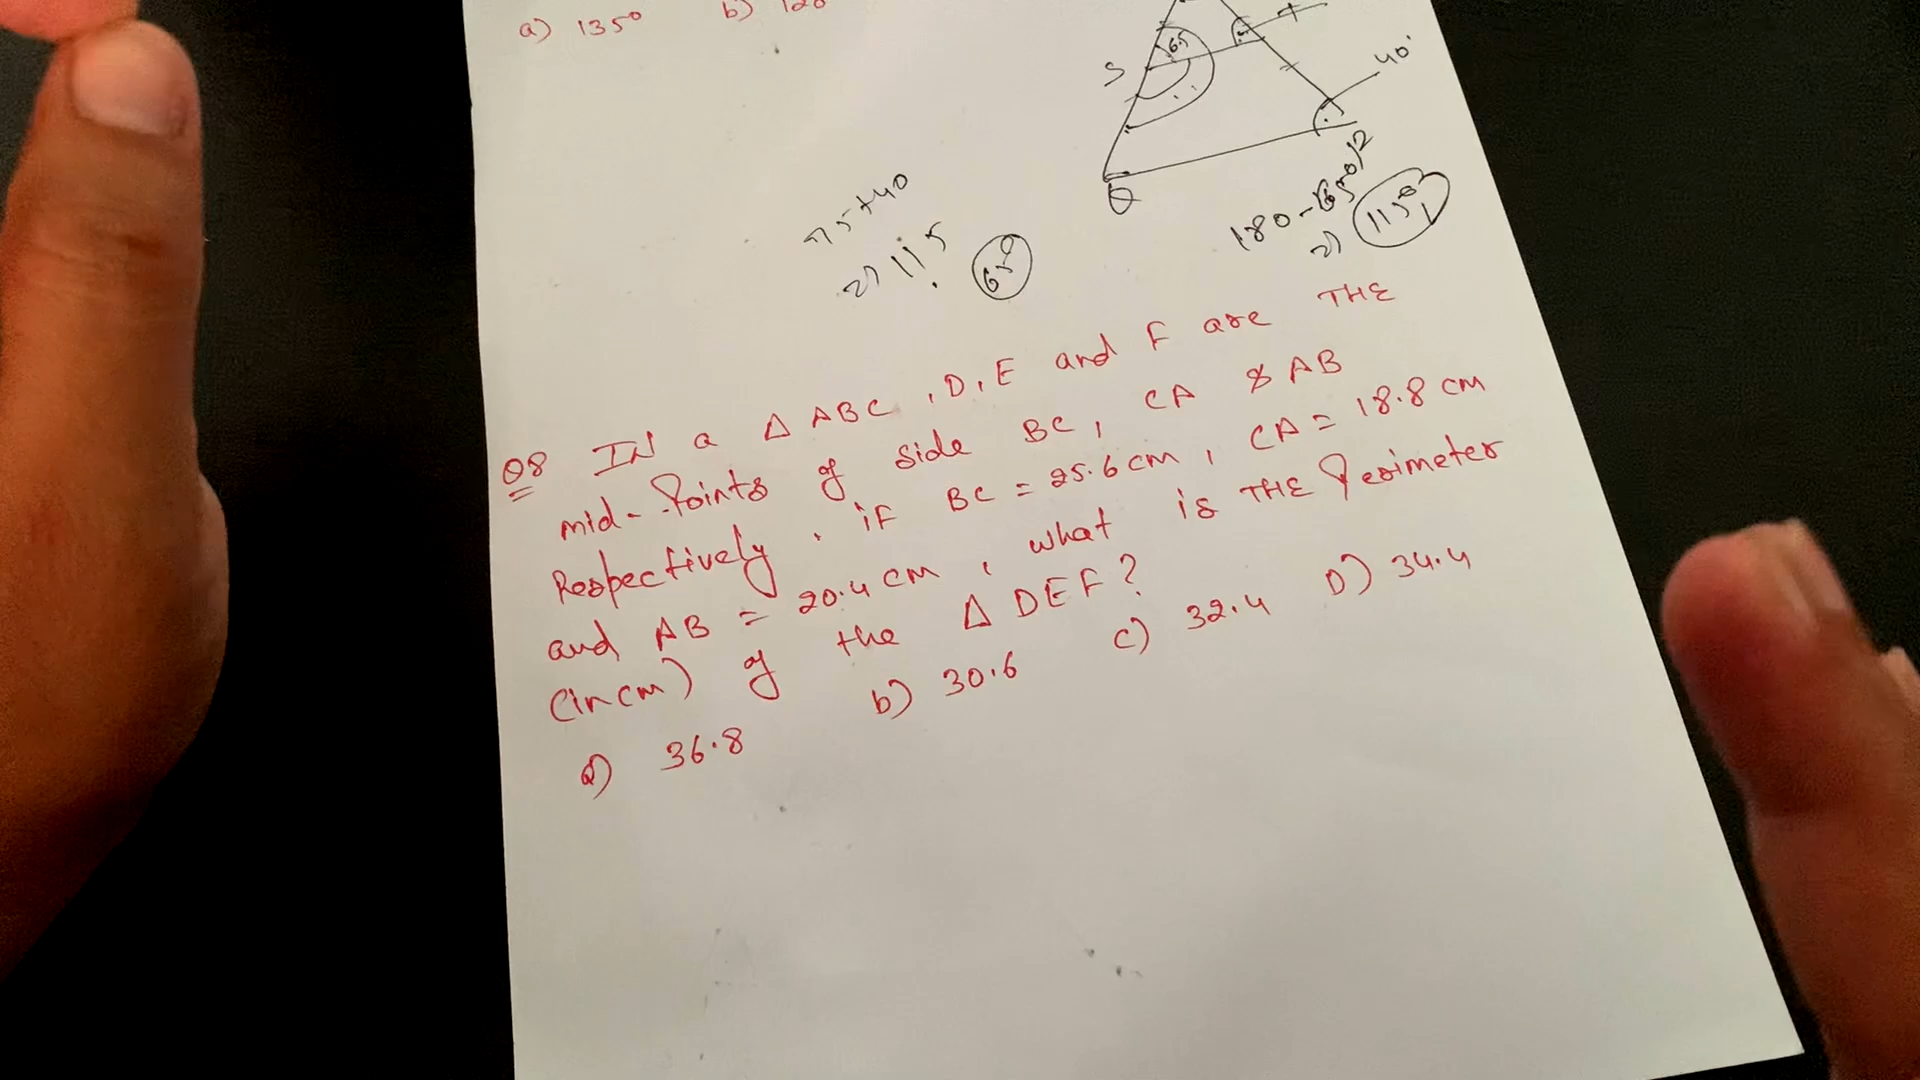 a) 135° b) 120
65
S
40°
Q
75+40
115
65°
115°
Q8 IN a Δ ABC , D, E and F are THE
mid-Points of side BC, CA & AB
Respectively. iF BC = 25.6 cm, CA = 18.8 cm
and AB = 20.4 cm, what is THE Perimeter
(in cm) of the Δ DEF?
a) 36.8 b) 30.6 c) 32.4 D) 34.4